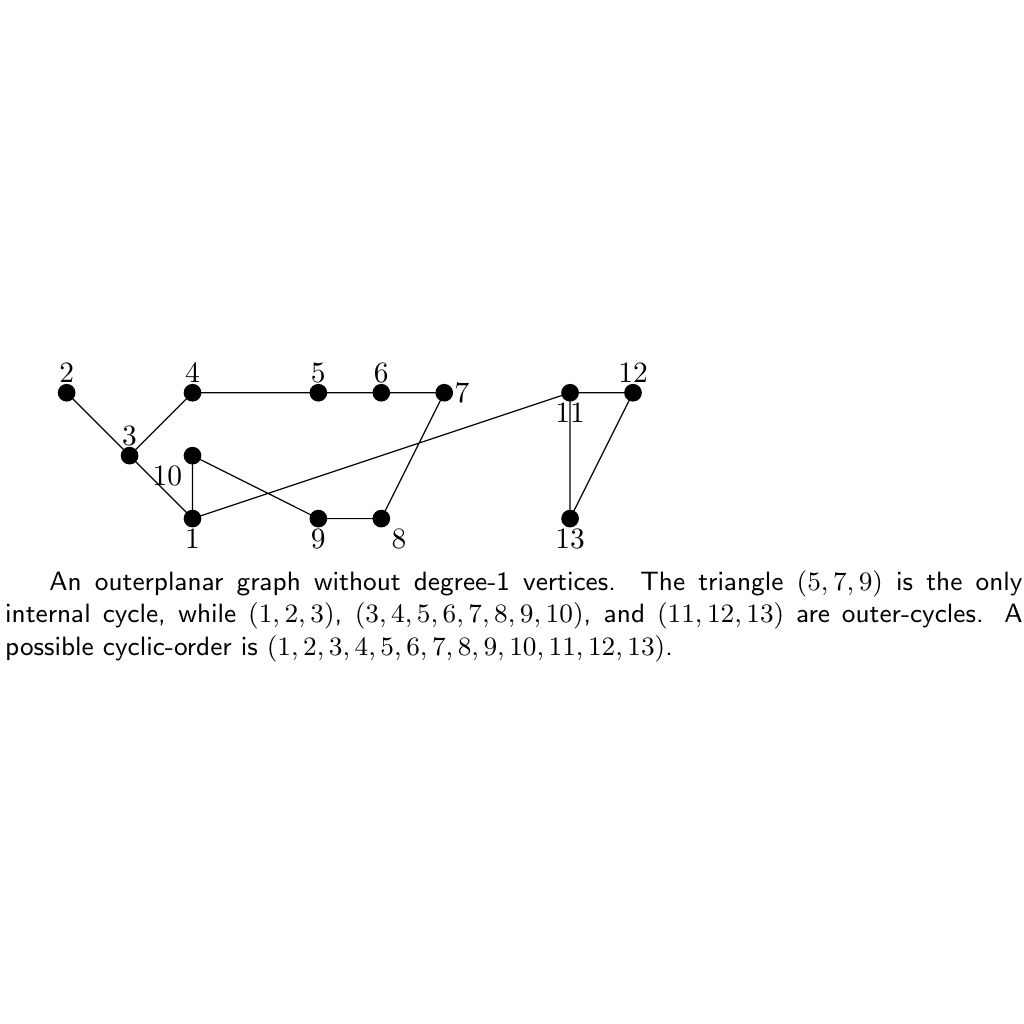 2 4 5 6 12
7
3 11
10
1 9 8 13
An outerplanar graph without degree-1 vertices. The triangle (5, 7, 9) is the only
internal cycle, while (1, 2, 3), (3, 4, 5, 6, 7, 8, 9, 10), and (11, 12, 13) are outer-cycles. A
possible cyclic-order is (1, 2, 3, 4, 5, 6, 7, 8, 9, 10, 11, 12, 13).